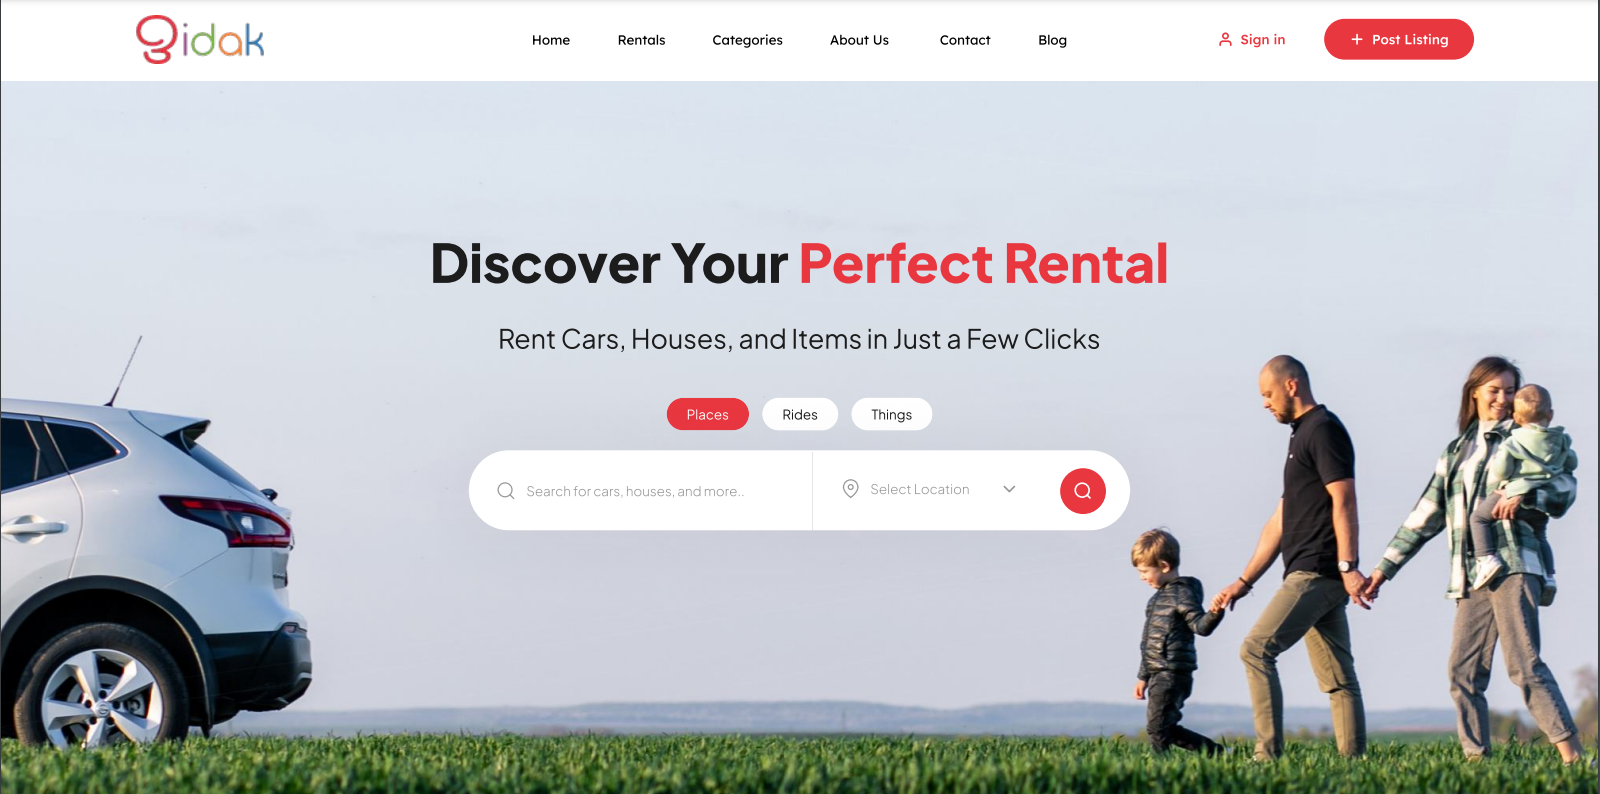 gidak
Home
Rentals
Categories
About Us
Contact
Blog
Sign in
Post Listing
Discover Your Perfect Rental
Rent Cars, Houses, and Items in Just a Few Clicks
Places
Rides
Things
Search for cars, houses, and more..
Select Location